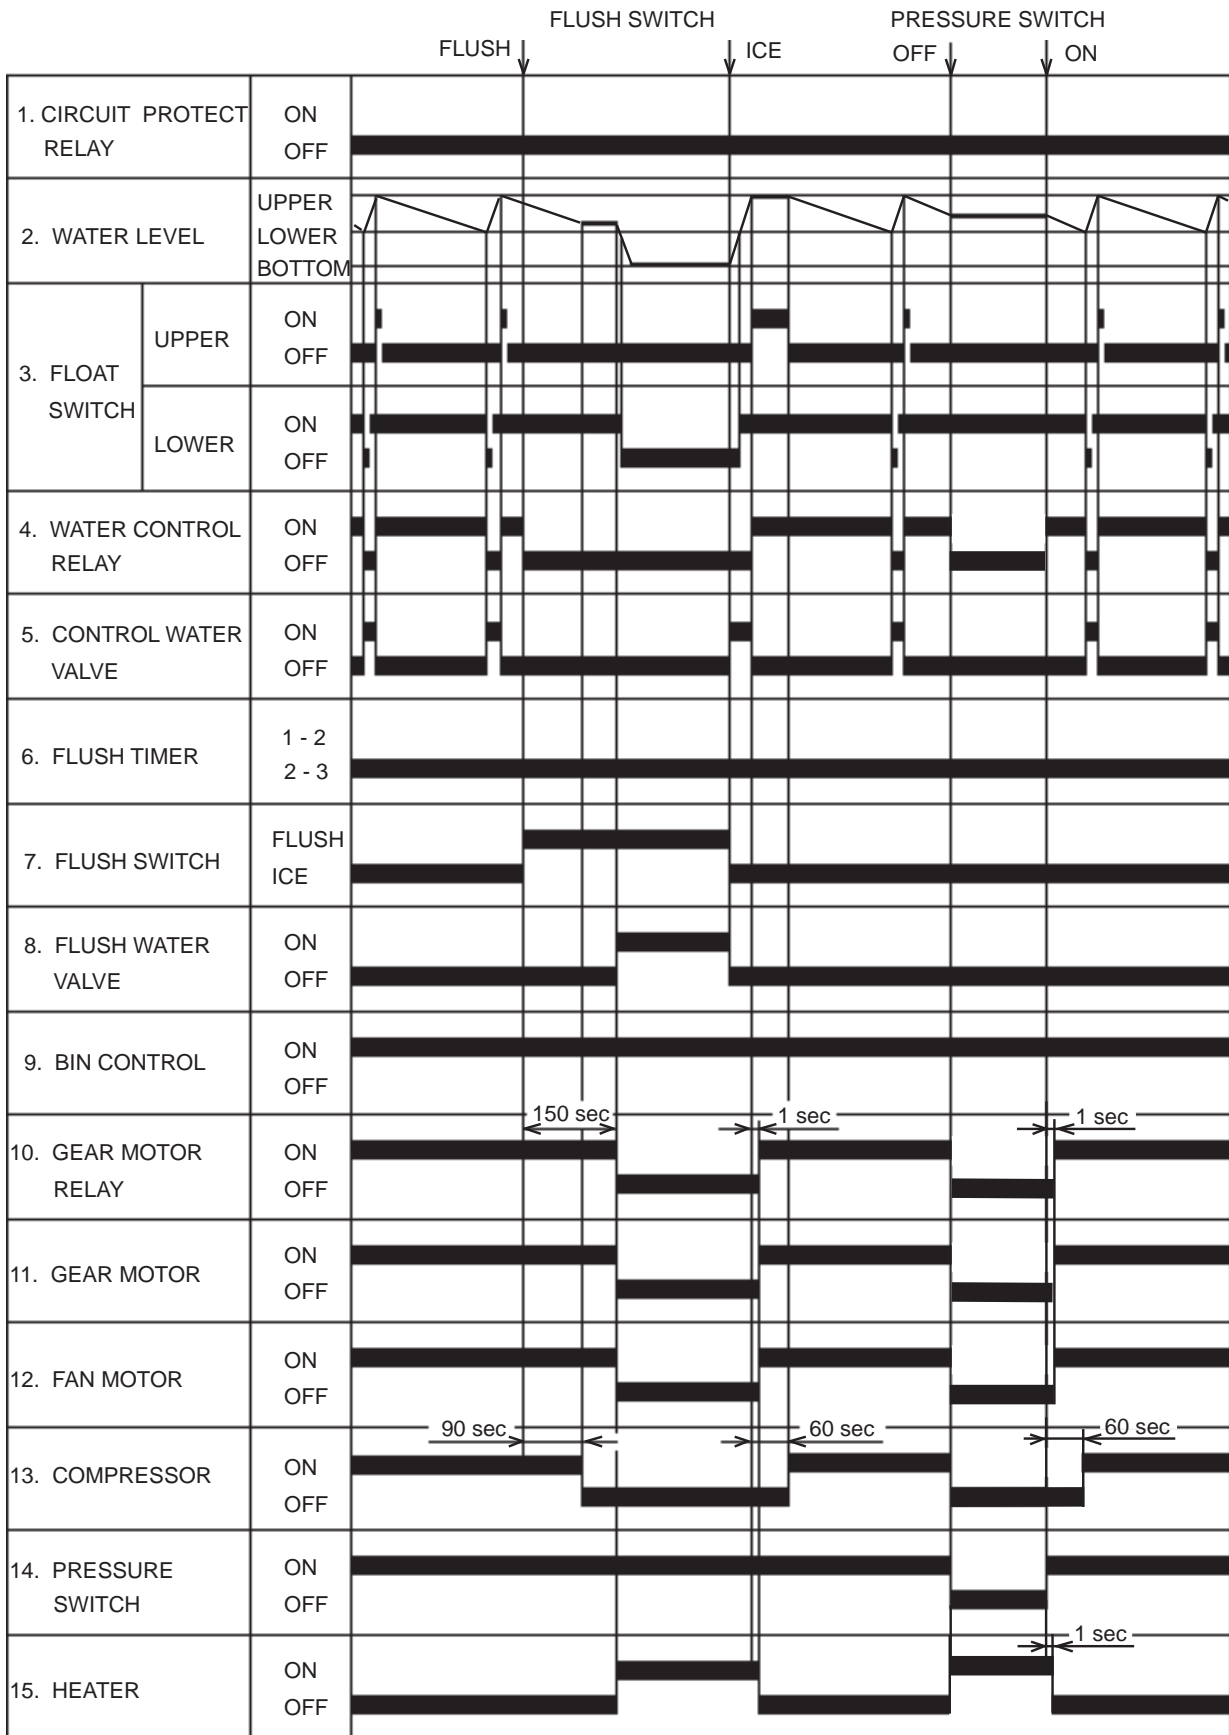 FLUSH SWITCH PRESSURE SWITCH
FLUSH ICE OFF ON
1. CIRCUIT PROTECT RELAY
ON
OFF
2. WATER LEVEL
UPPER
LOWER
BOTTOM
3. FLOAT SWITCH
UPPER
ON
OFF
LOWER
ON
OFF
4. WATER CONTROL RELAY
ON
OFF
5. CONTROL WATER VALVE
ON
OFF
6. FLUSH TIMER
1 - 2
2 - 3
7. FLUSH SWITCH
FLUSH
ICE
8. FLUSH WATER VALVE
ON
OFF
9. BIN CONTROL
ON
OFF
150 sec 1 sec 1 sec
10. GEAR MOTOR RELAY
ON
OFF
11. GEAR MOTOR
ON
OFF
12. FAN MOTOR
ON
OFF
90 sec 60 sec 60 sec
13. COMPRESSOR
ON
OFF
14. PRESSURE SWITCH
ON
OFF
1 sec
15. HEATER
ON
OFF